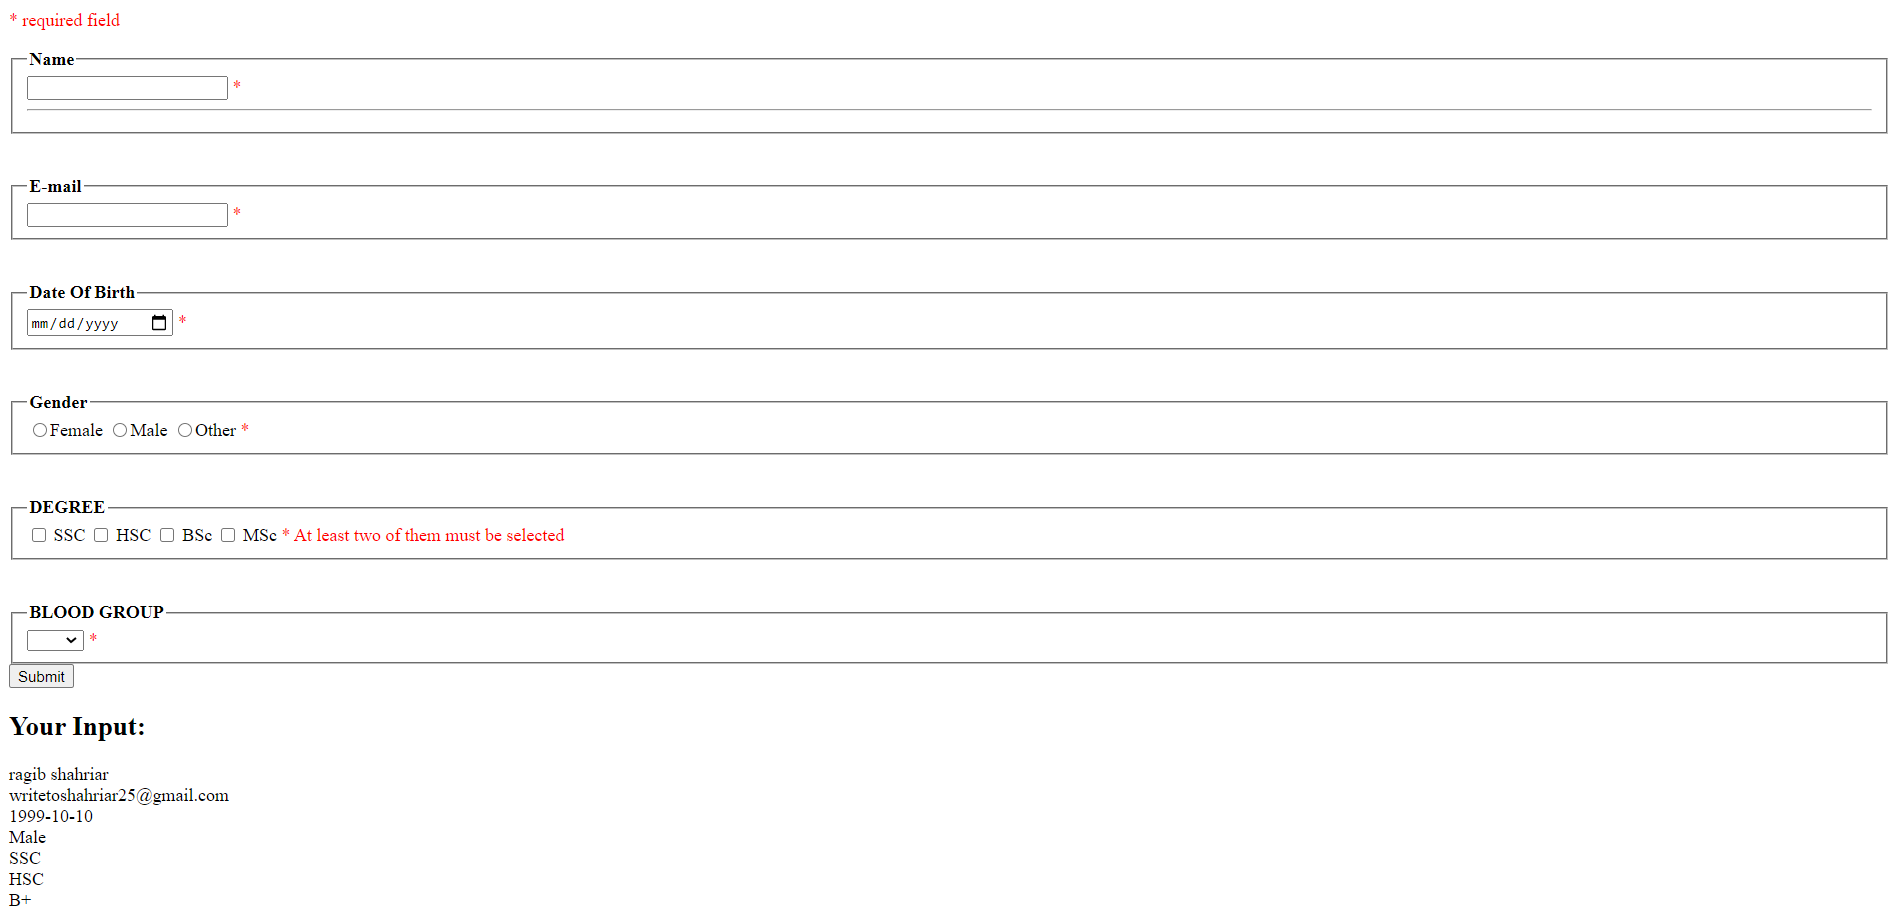 * required field
Name
*
E-mail
*
Date Of Birth
mm/dd/yyyy *
Gender
Female Male Other *
DEGREE
SSC HSC BSc MSc * At least two of them must be selected
BLOOD GROUP
*
Submit
Your Input:
ragib shahriar
writetoshahriar25@gmail.com
1999-10-10
Male
SSC
HSC
B+